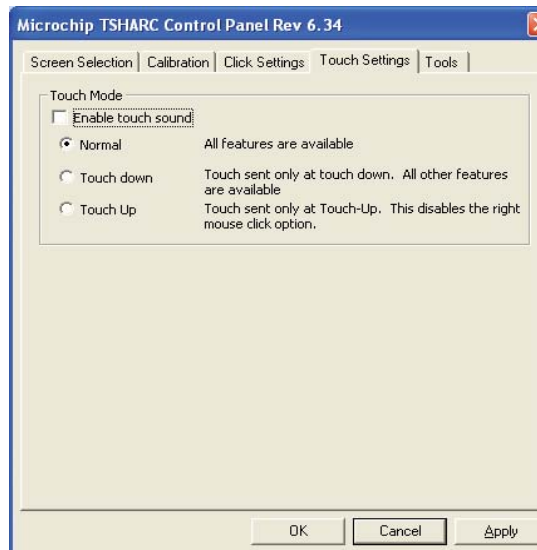 Microchip TSHARC Control Panel Rev 6.34
Screen Selection
Calibration
Click Settings
Touch Settings
Tools
Touch Mode
Enable touch sound
Normal
All features are available
Touch down
Touch sent only at touch down. All other features
are available
Touch Up
Touch sent only at Touch-Up. This disables the right
mouse click option.
OK
Cancel
Apply